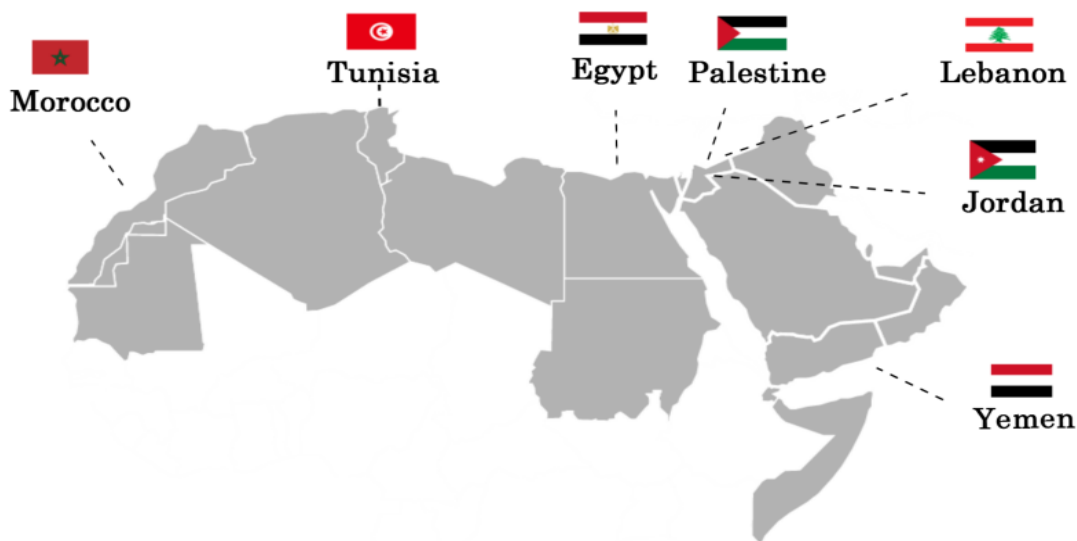 Morocco
Tunisia
Egypt
Palestine
Lebanon
Jordan
Yemen